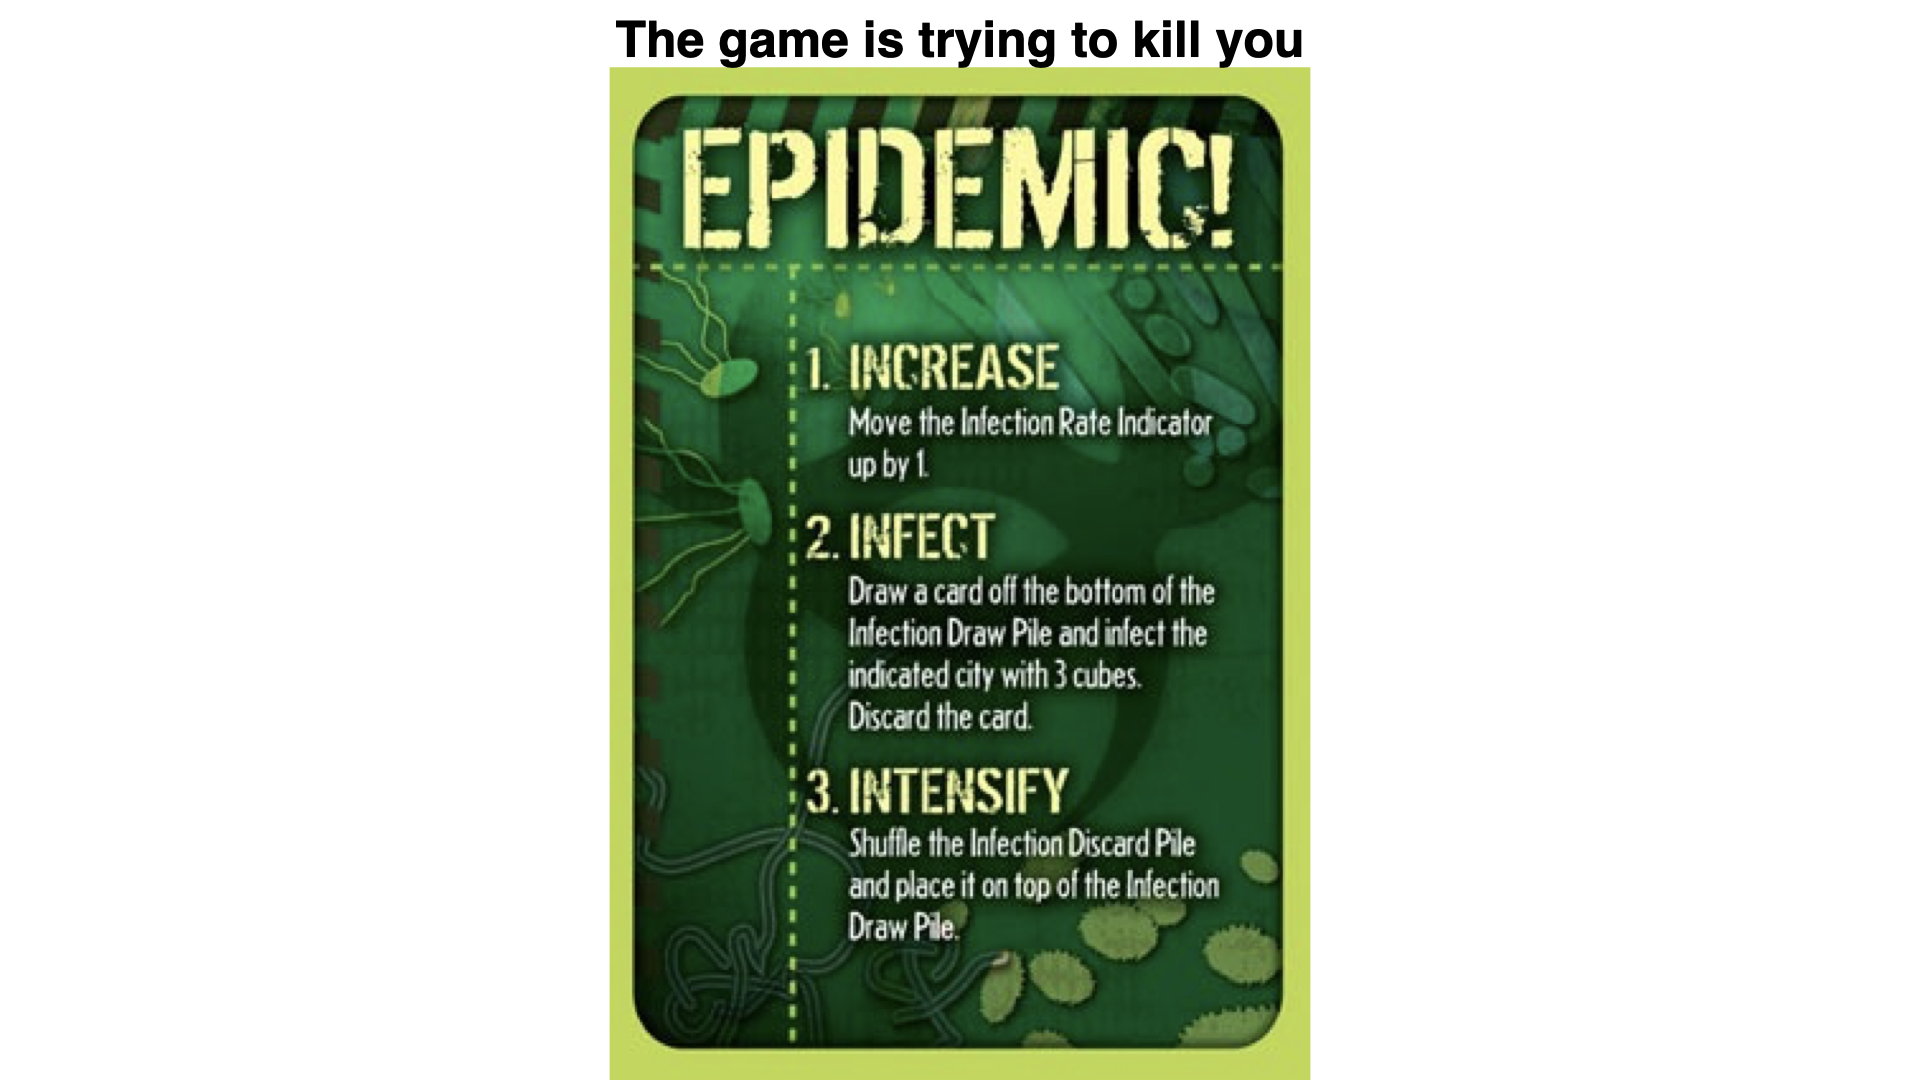 The game is trying to kill you
EPIDEMIC!
1. INCREASE
Move the Infection Rate Indicator
up by 1.
2. INFECT
Draw a card off the bottom of the
Infection Draw Pile and infect the
indicated city with 3 cubes.
Discard the card.
3. INTENSIFY
Shuffle the Infection Discard Pile
and place it on top of the Infection
Draw Pile.